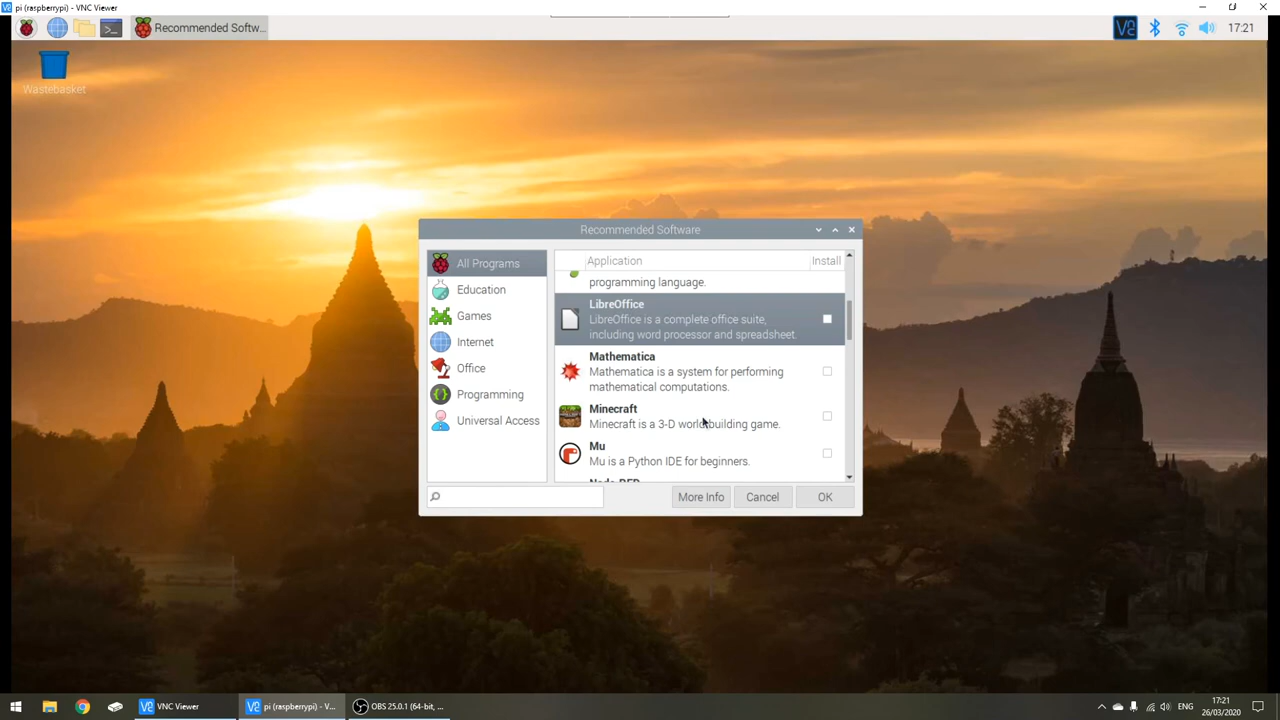 pi (raspberrypi) - VNC Viewer
Recommended Softw...
17:21
Wastebasket
Recommended Software
All Programs
Education
Games
Internet
Office
Programming
Universal Access
Application
Install
programming language.
LibreOffice
LibreOffice is a complete office suite,
including word processor and spreadsheet.
Mathematica
Mathematica is a system for performing
mathematical computations.
Minecraft
Minecraft is a 3-D world building game.
Mu
Mu is a Python IDE for beginners.
Node-RED
More Info
Cancel
OK
VNC Viewer
pi (raspberrypi) - V...
OBS 25.0.1 (64-bit, ...
ENG
17:21
26/03/2020